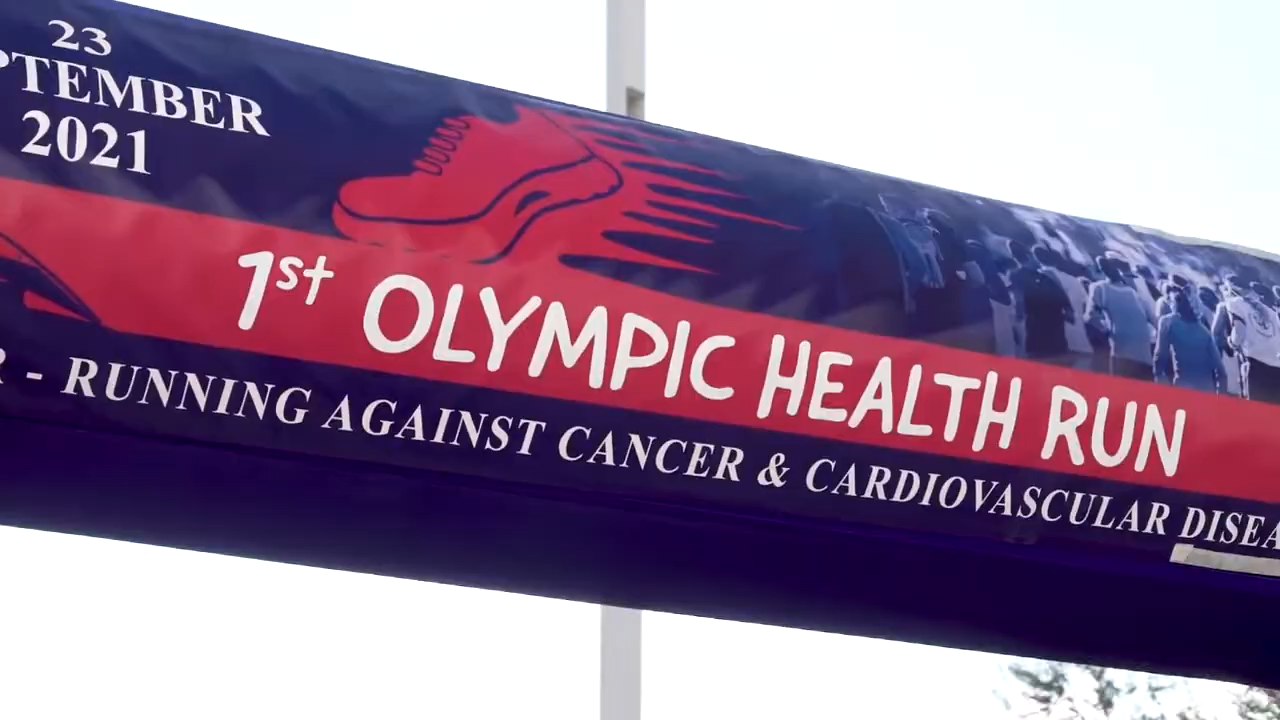 23
PTEMBER
2021
1st OLYMPIC HEALTH RUN
R - RUNNING AGAINST CANCER & CARDIOVASCULAR DISEA